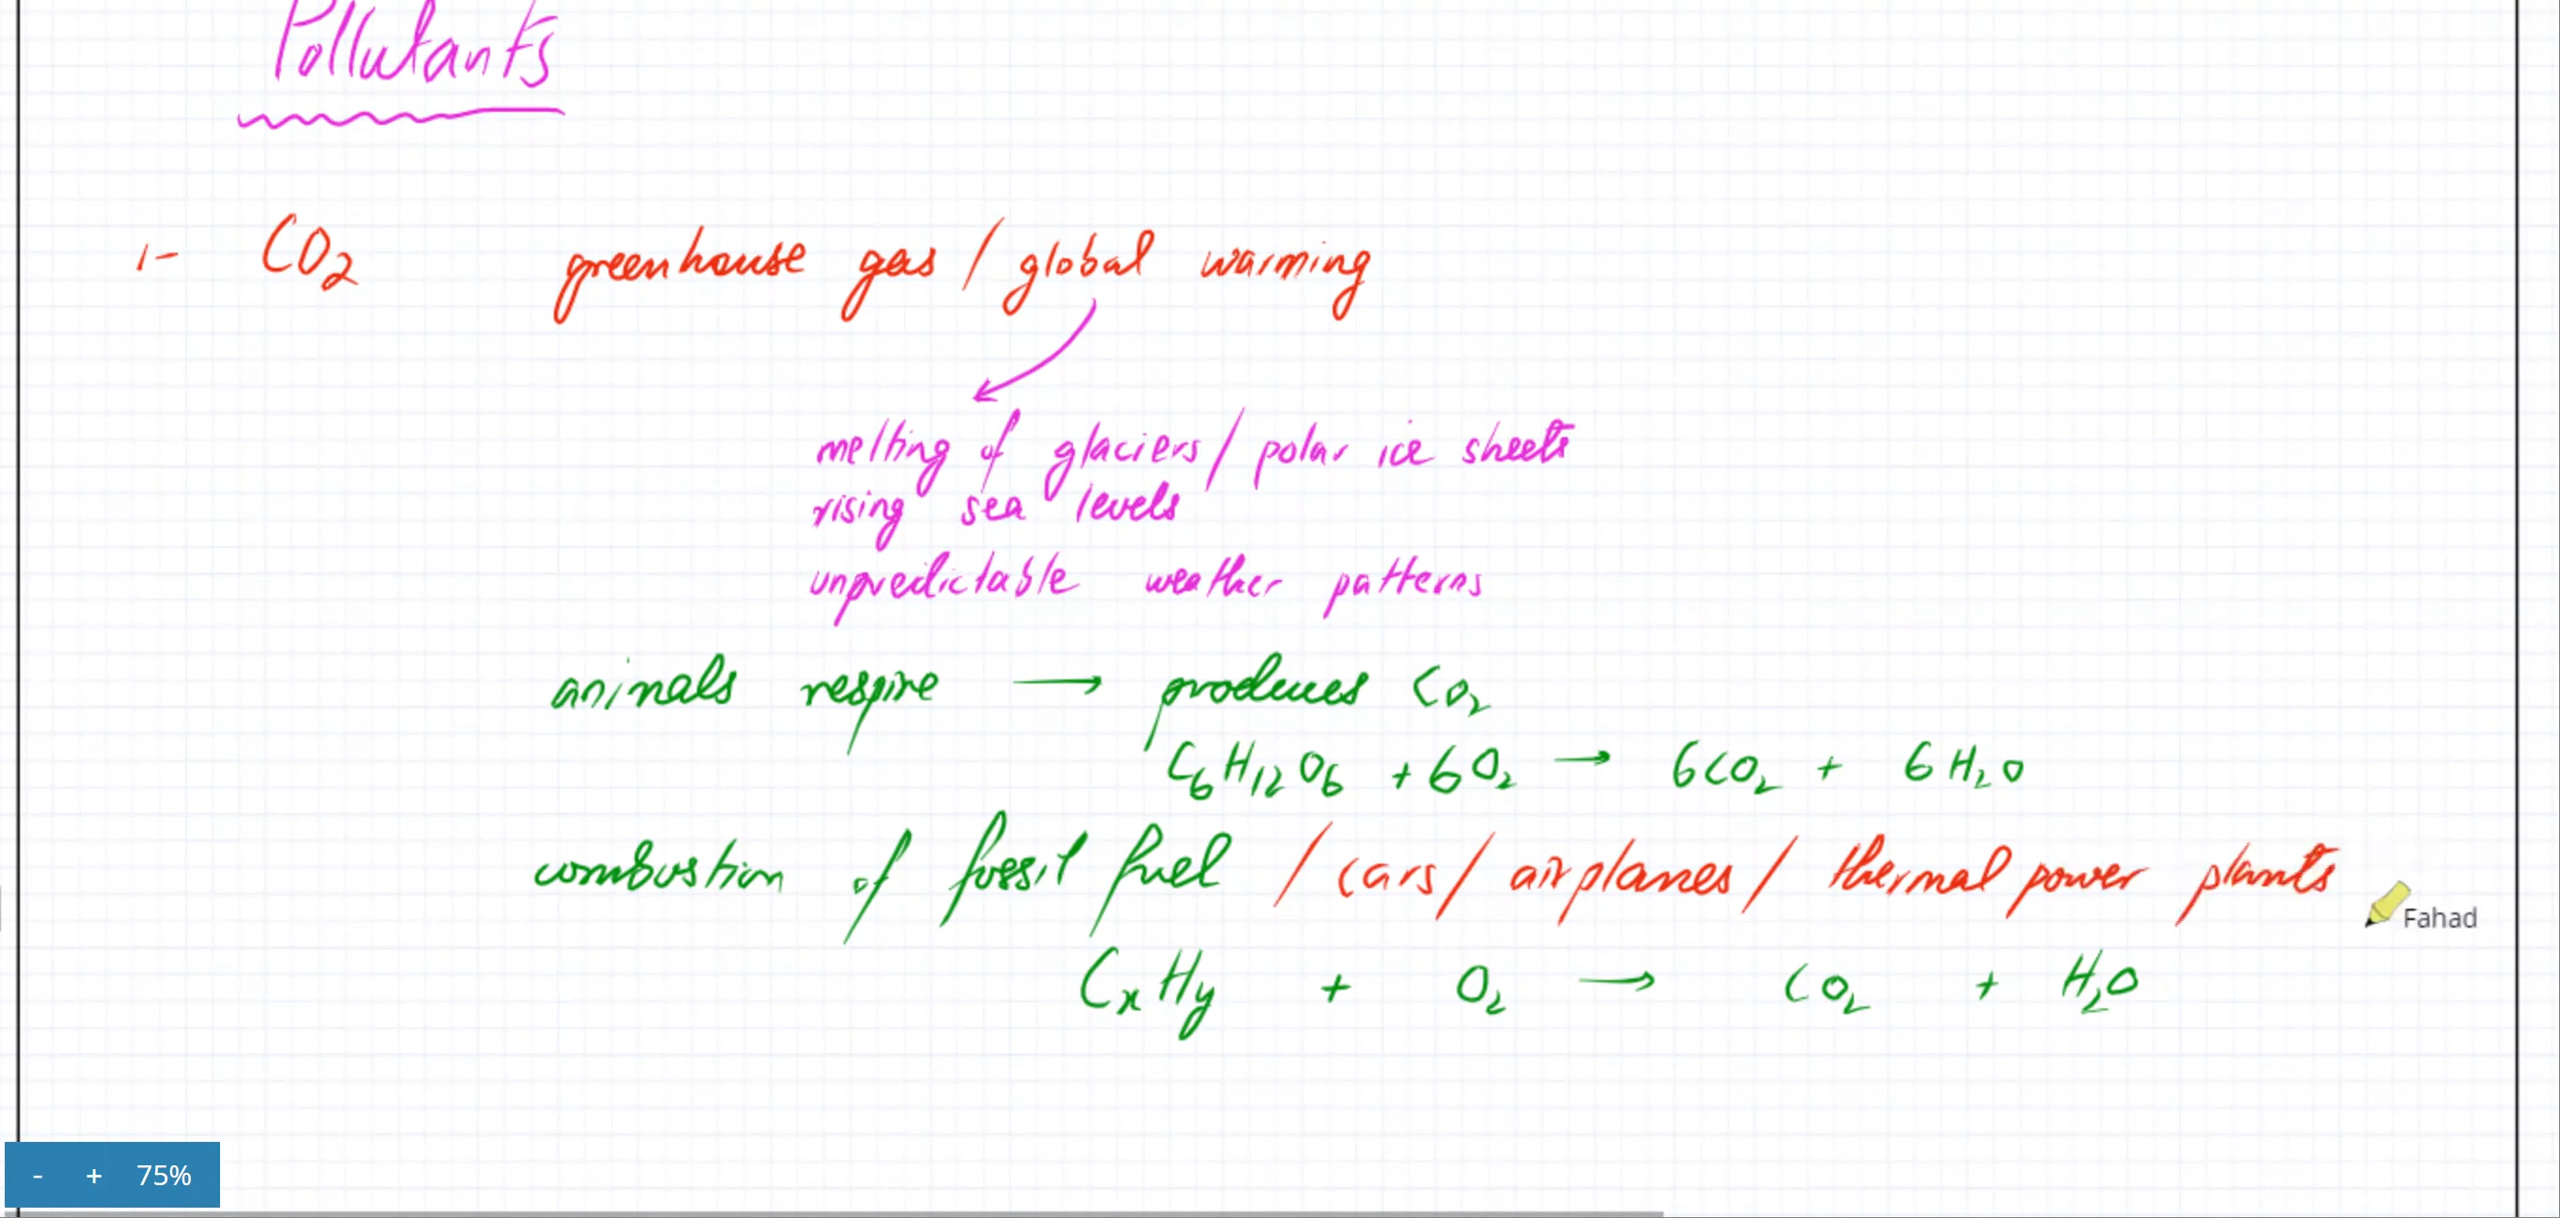 Pollutants
1- CO₂ greenhouse gas / global warming
melting of glaciers / polar ice sheets
rising sea levels
unpredictable weather patterns
animals respire → produces CO₂
C₆H₁₂O₆ + 6O₂ → 6CO₂ + 6H₂O
combustion of fossil fuel / cars / airplanes / thermal power plants
Fahad
CₓHy + O₂ → CO₂ + H₂O
- + 75%